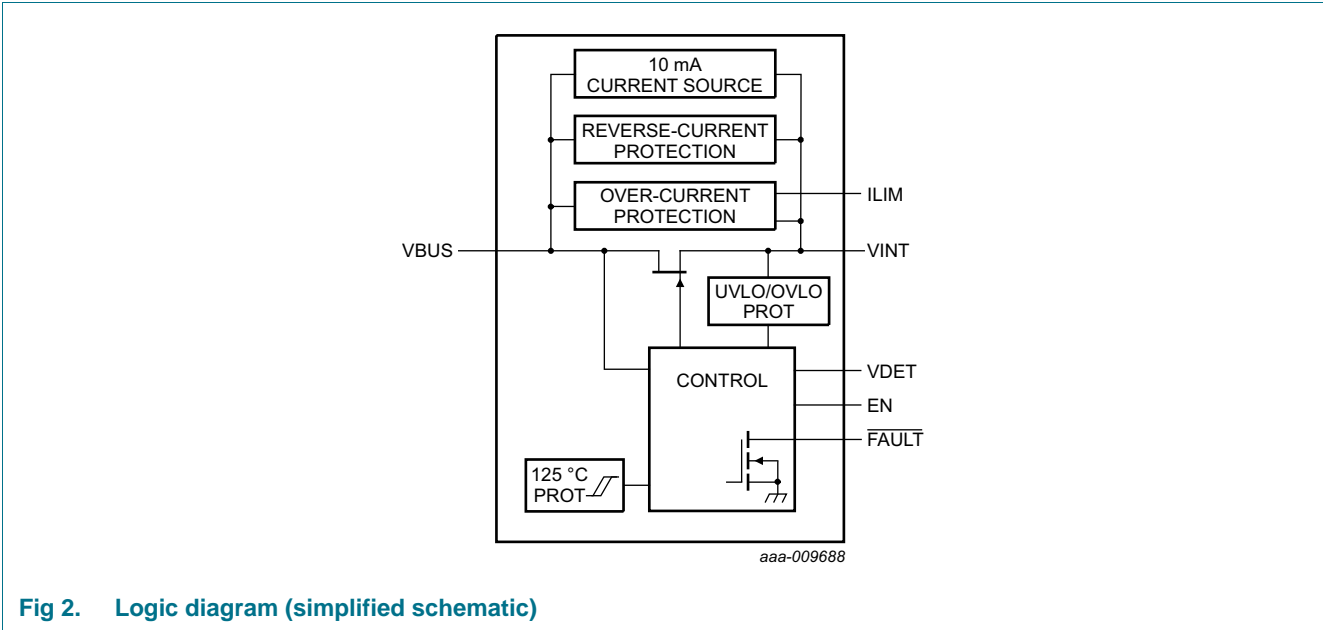 10 mA
CURRENT SOURCE
REVERSE-CURRENT
PROTECTION
OVER-CURRENT
PROTECTION
ILIM
VBUS
VINT
UVLO/OVLO
PROT
CONTROL
VDET
EN
FAULT
125 °C
PROT
aaa-009688
Fig 2. Logic diagram (simplified schematic)